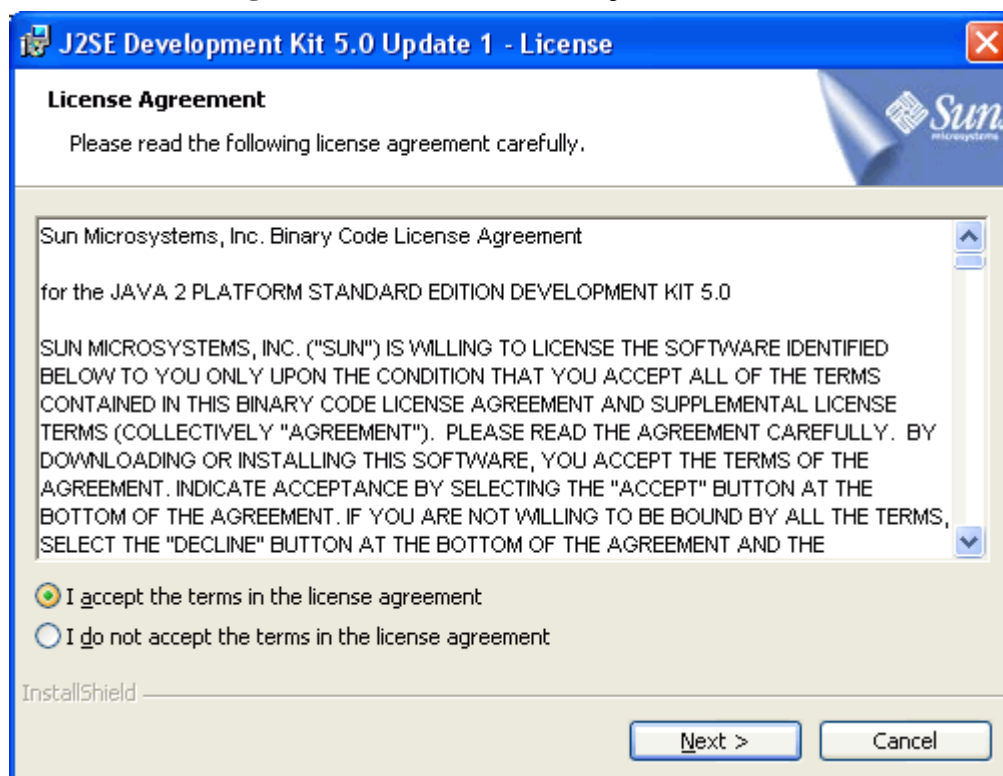 J2SE Development Kit 5.0 Update 1 - License
License Agreement
Please read the following license agreement carefully.
Sun
microsystems
Sun Microsystems, Inc. Binary Code License Agreement
for the JAVA 2 PLATFORM STANDARD EDITION DEVELOPMENT KIT 5.0
SUN MICROSYSTEMS, INC. ("SUN") IS WILLING TO LICENSE THE SOFTWARE IDENTIFIED
BELOW TO YOU ONLY UPON THE CONDITION THAT YOU ACCEPT ALL OF THE TERMS
CONTAINED IN THIS BINARY CODE LICENSE AGREEMENT AND SUPPLEMENTAL LICENSE
TERMS (COLLECTIVELY "AGREEMENT").  PLEASE READ THE AGREEMENT CAREFULLY.  BY
DOWNLOADING OR INSTALLING THIS SOFTWARE, YOU ACCEPT THE TERMS OF THE
AGREEMENT. INDICATE ACCEPTANCE BY SELECTING THE "ACCEPT" BUTTON AT THE
BOTTOM OF THE AGREEMENT. IF YOU ARE NOT WILLING TO BE BOUND BY ALL THE TERMS,
SELECT THE "DECLINE" BUTTON AT THE BOTTOM OF THE AGREEMENT AND THE
I accept the terms in the license agreement
I do not accept the terms in the license agreement
InstallShield
Next >
Cancel